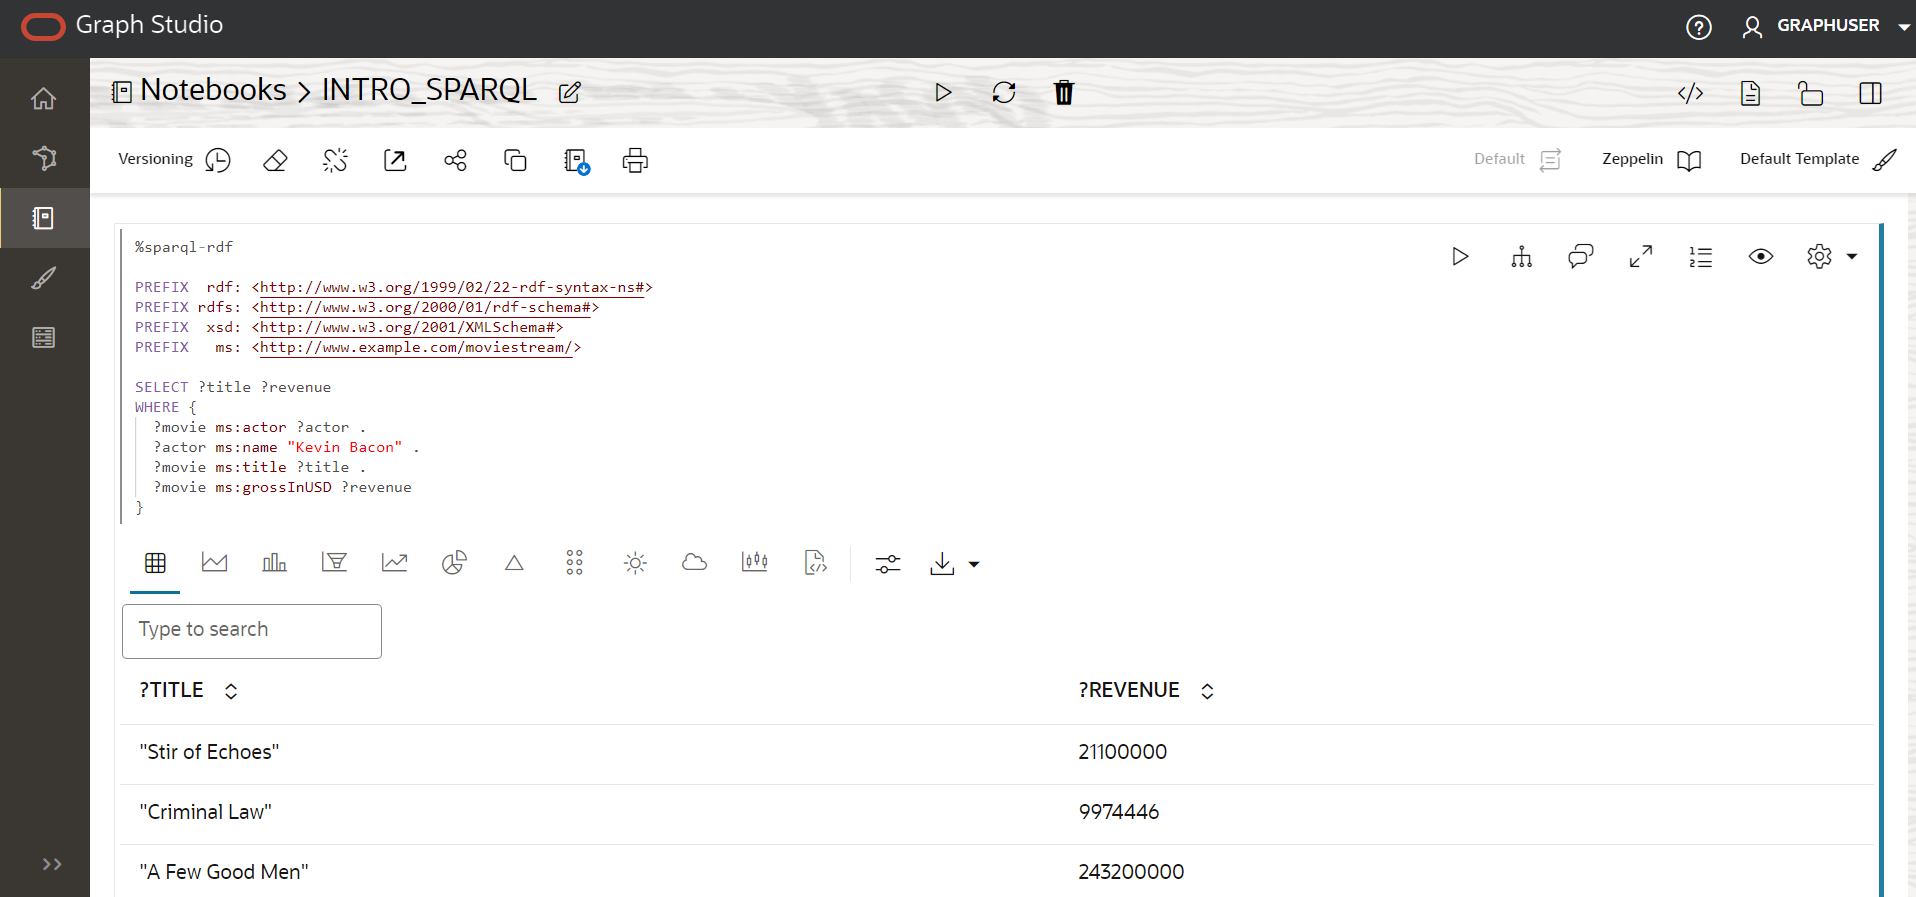 Graph Studio
GRAPHUSER
Notebooks > INTRO_SPARQL
Versioning
Default
Zeppelin
Default Template
%sparql-rdf
PREFIX  rdf: <http://www.w3.org/1999/02/22-rdf-syntax-ns#>
PREFIX rdfs: <http://www.w3.org/2000/01/rdf-schema#>
PREFIX  xsd: <http://www.w3.org/2001/XMLSchema#>
PREFIX   ms: <http://www.example.com/moviestream/>
SELECT ?title ?revenue
WHERE {
  ?movie ms:actor ?actor .
  ?actor ms:name "Kevin Bacon" .
  ?movie ms:title ?title .
  ?movie ms:grossInUSD ?revenue
}
Type to search
?TITLE ?REVENUE
"Stir of Echoes" 21100000
"Criminal Law" 9974446
"A Few Good Men" 243200000